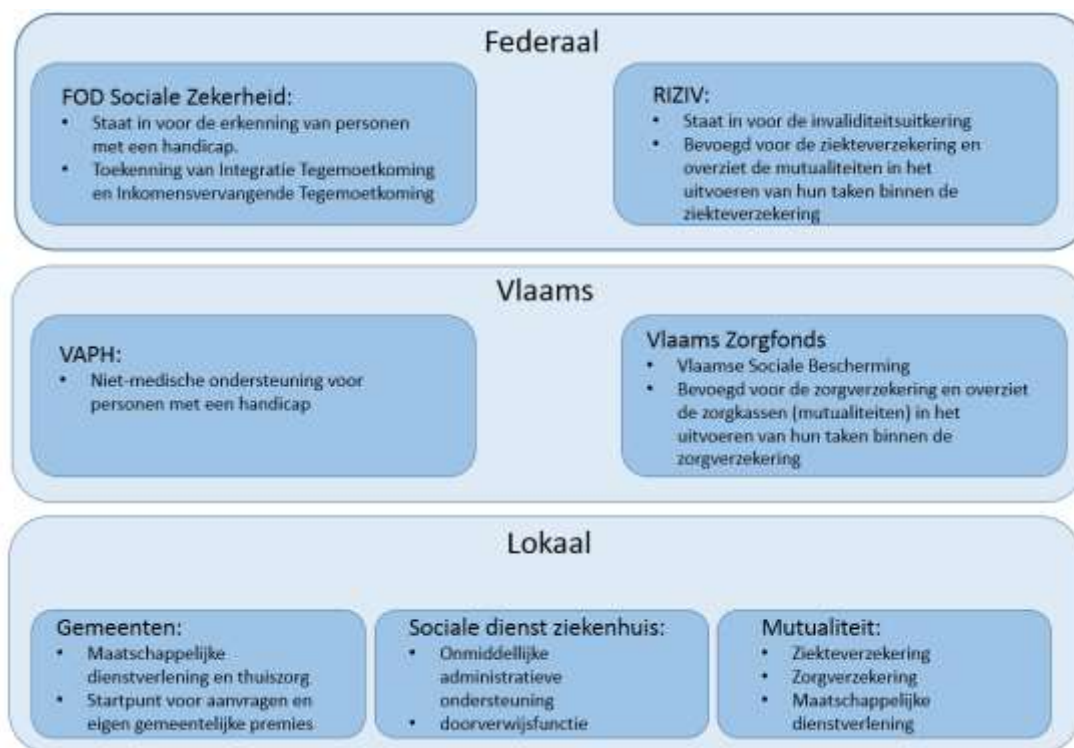 Federaal
FOD Sociale Zekerheid:
• Staat in voor de erkenning van personen
met een handicap.
• Toekenning van Integratie Tegemoetkoming
en Inkomensvervangende Tegemoetkoming
RIZIV:
• Staat in voor de invaliditeitsuitkering
• Bevoegd voor de ziekteverzekering en
overziet de mutualiteiten in het
uitvoeren van hun taken binnen de
ziekteverzekering
Vlaams
VAPH:
• Niet-medische ondersteuning voor
personen met een handicap
Vlaams Zorgfonds
• Vlaamse Sociale Bescherming
• Bevoegd voor de zorgverzekering en overziet
de zorgkassen (mutualiteiten) in het
uitvoeren van hun taken binnen de
zorgverzekering
Lokaal
Gemeenten:
• Maatschappelijke
dienstverlening en thuiszorg
• Startpunt voor aanvragen en
eigen gemeentelijke premies
Sociale dienst ziekenhuis:
• Onmiddellijke
administratieve
ondersteuning
• doorverwijsfunctie
Mutualiteit:
• Ziekteverzekering
• Zorgverzekering
• Maatschappelijke
dienstverlening